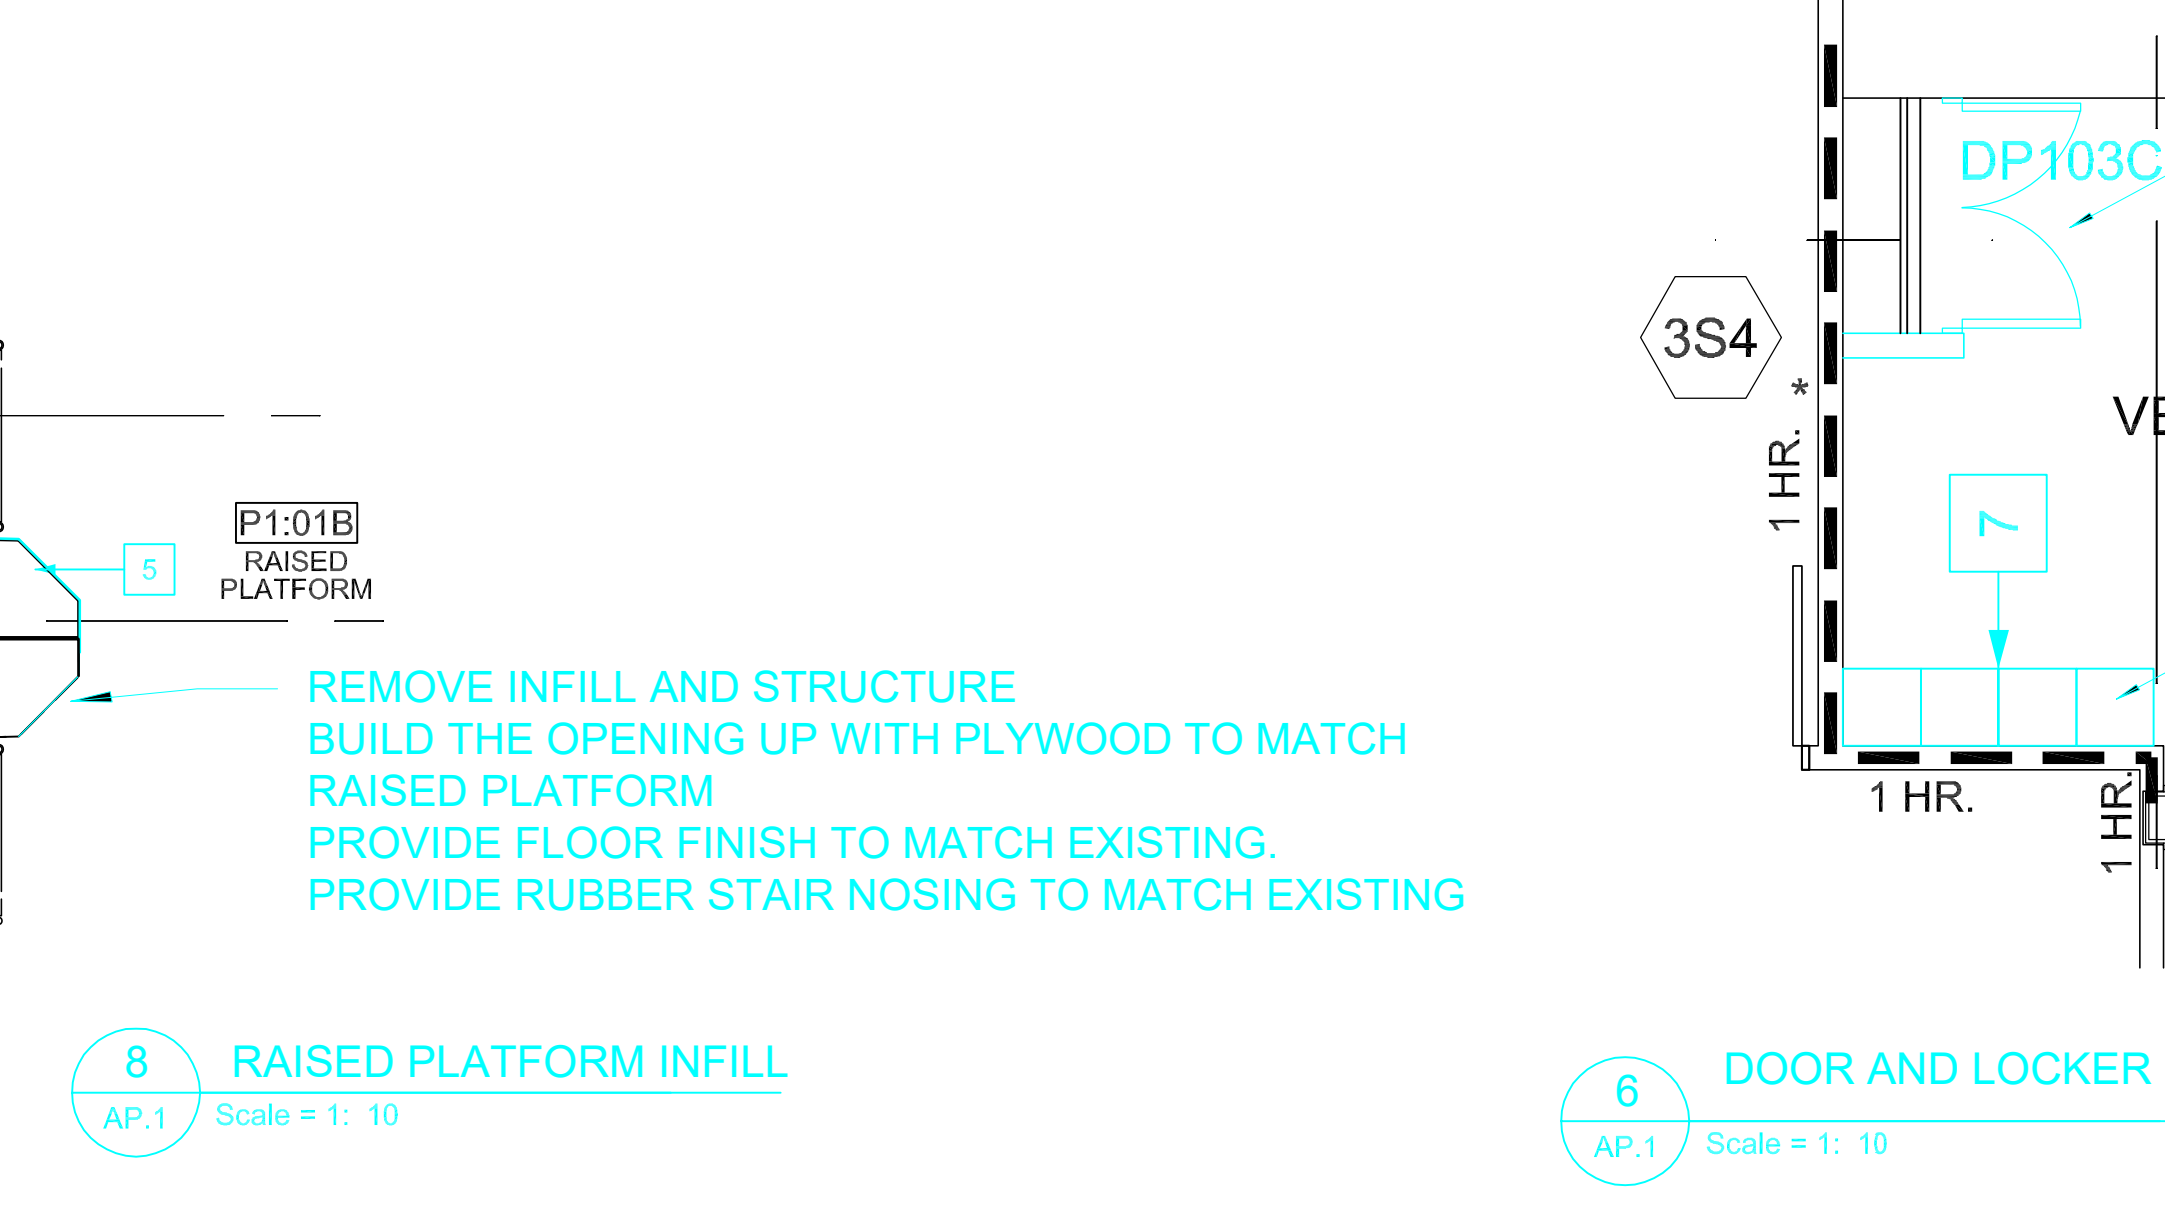 DP103C
3S4
1 HR. *
7
P1:01B
RAISED
PLATFORM
5
REMOVE INFILL AND STRUCTURE
BUILD THE OPENING UP WITH PLYWOOD TO MATCH
RAISED PLATFORM
PROVIDE FLOOR FINISH TO MATCH EXISTING.
PROVIDE RUBBER STAIR NOSING TO MATCH EXISTING
1 HR.
1 HR.
8
AP.1
RAISED PLATFORM INFILL
Scale = 1: 10
6
AP.1
DOOR AND LOCKER
Scale = 1: 10